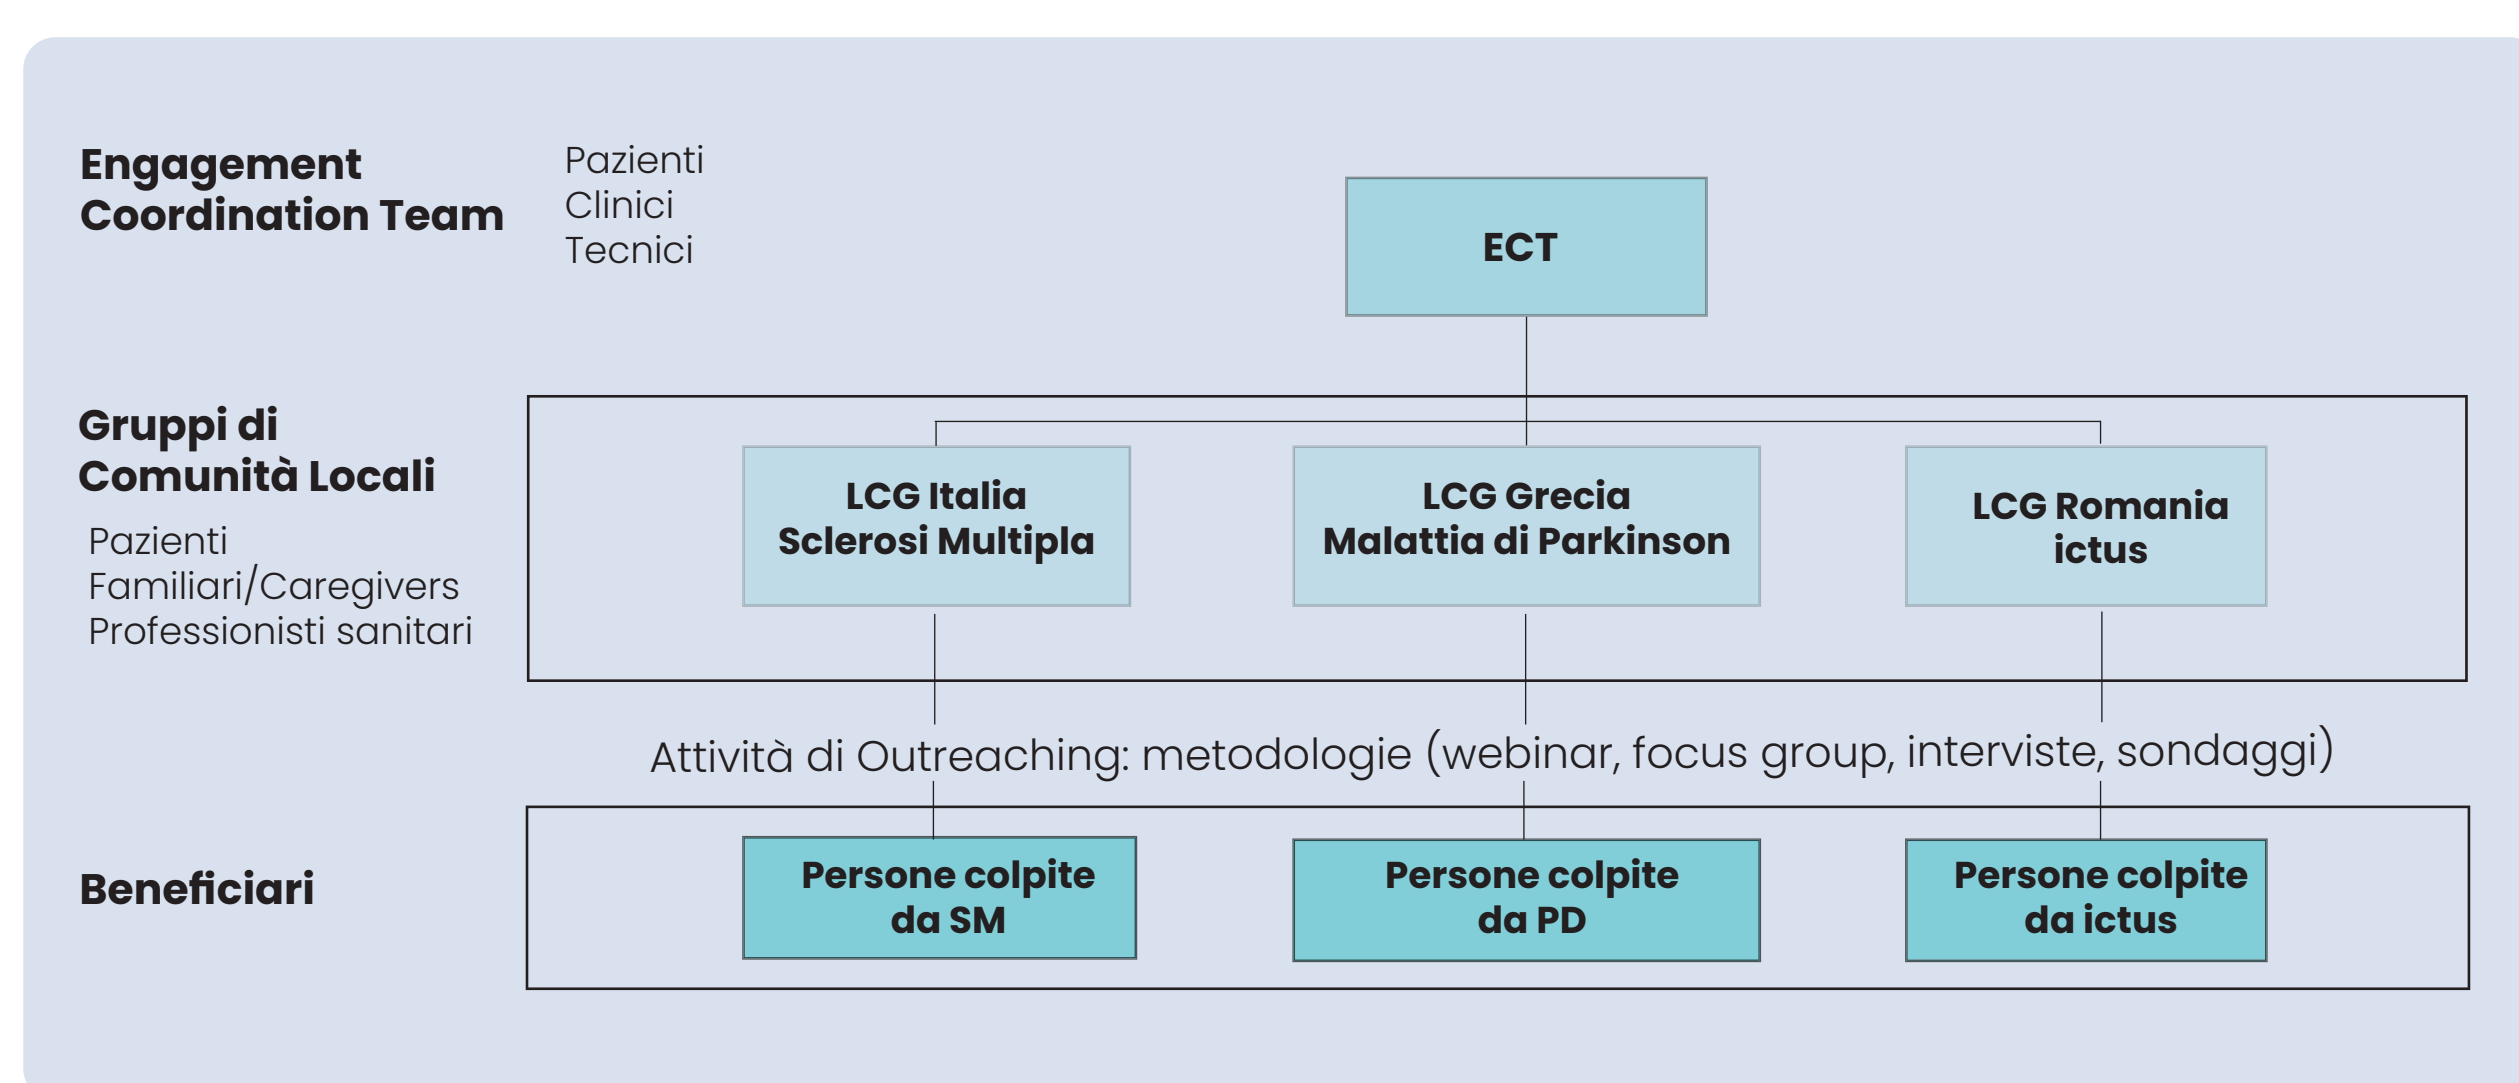 Engagement
Coordination Team
Pazienti
Clinici
Tecnici
ECT
Gruppi di
Comunità Locali
Pazienti
Familiari/Caregivers
Professionisti sanitari
LCG Italia
Sclerosi Multipla
LCG Grecia
Malattia di Parkinson
LCG Romania
ictus
Attività di Outreaching: metodologie (webinar, focus group, interviste, sondaggi)
Beneficiari
Persone colpite
da SM
Persone colpite
da PD
Persone colpite
da ictus